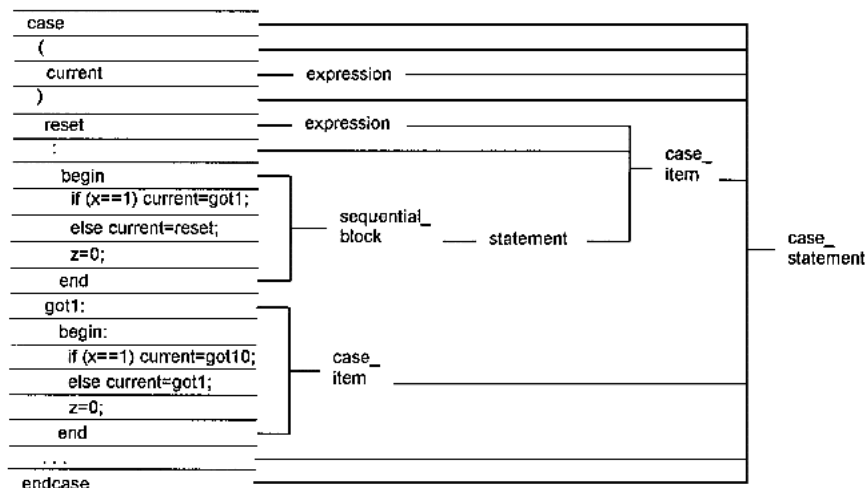 case
(
current expression
)
reset expression
:
begin
if (x==1) current=got1;
else current=reset;
z=0;
end
sequential_
block
statement
case_
item
case_
statement
got1:
begin:
if (x==1) current=got10;
else current=got1;
z=0;
end
case_
item
...
endcase